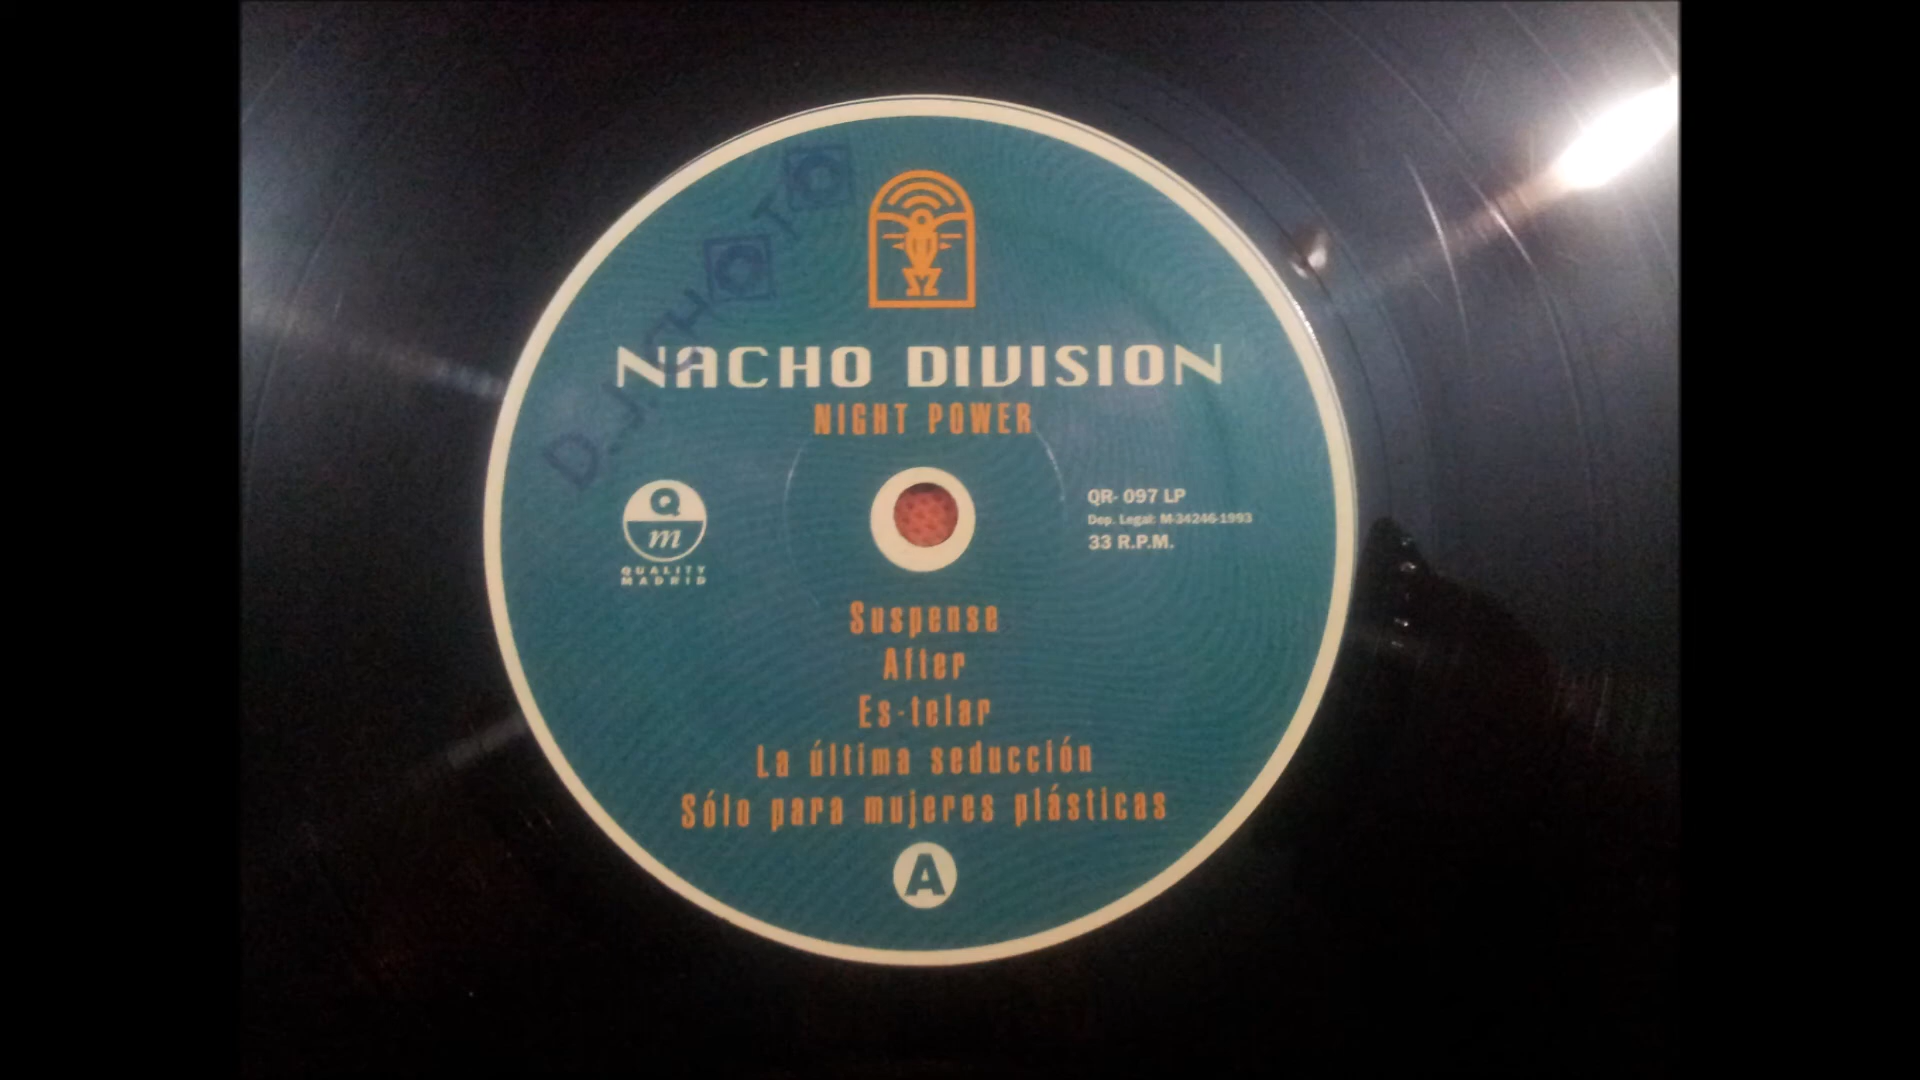 D.J. CHOTO
NACHO DIVISION
NIGHT POWER
Q
m
QUALITY
MADRID
QR- 097 LP
Dep. Legal: M-34246-1993
33 R.P.M.
Suspense
After
Es-telar
La última seducción
Sólo para mujeres plásticas
A